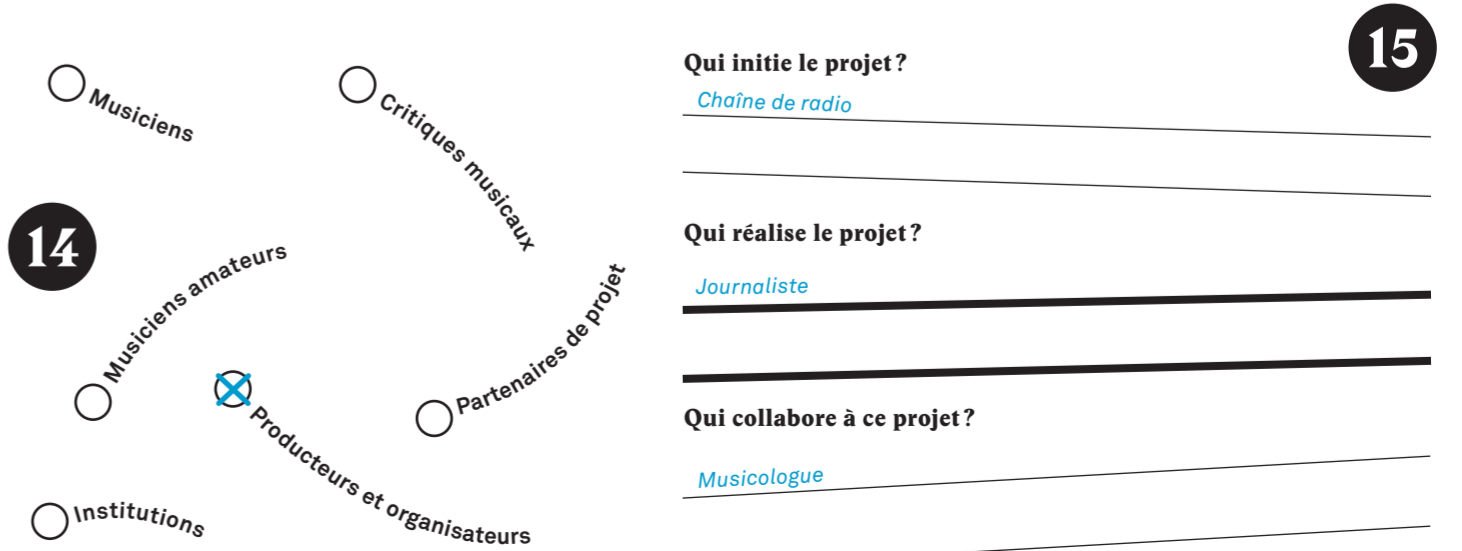 14
Musiciens
Critiques musicaux
Musiciens amateurs
Partenaires de projet
Producteurs et organisateurs
Institutions
15
Qui initie le projet ?
Chaîne de radio
Qui réalise le projet ?
Journaliste
Qui collabore à ce projet ?
Musicologue